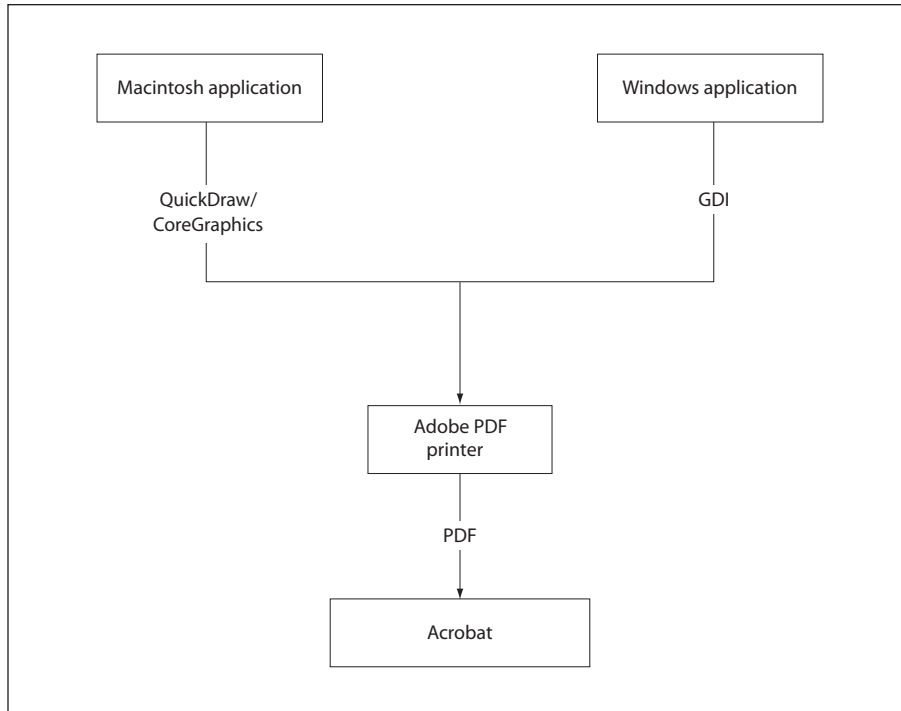 Macintosh application
Windows application
QuickDraw/
CoreGraphics
GDI
Adobe PDF
printer
PDF
Acrobat